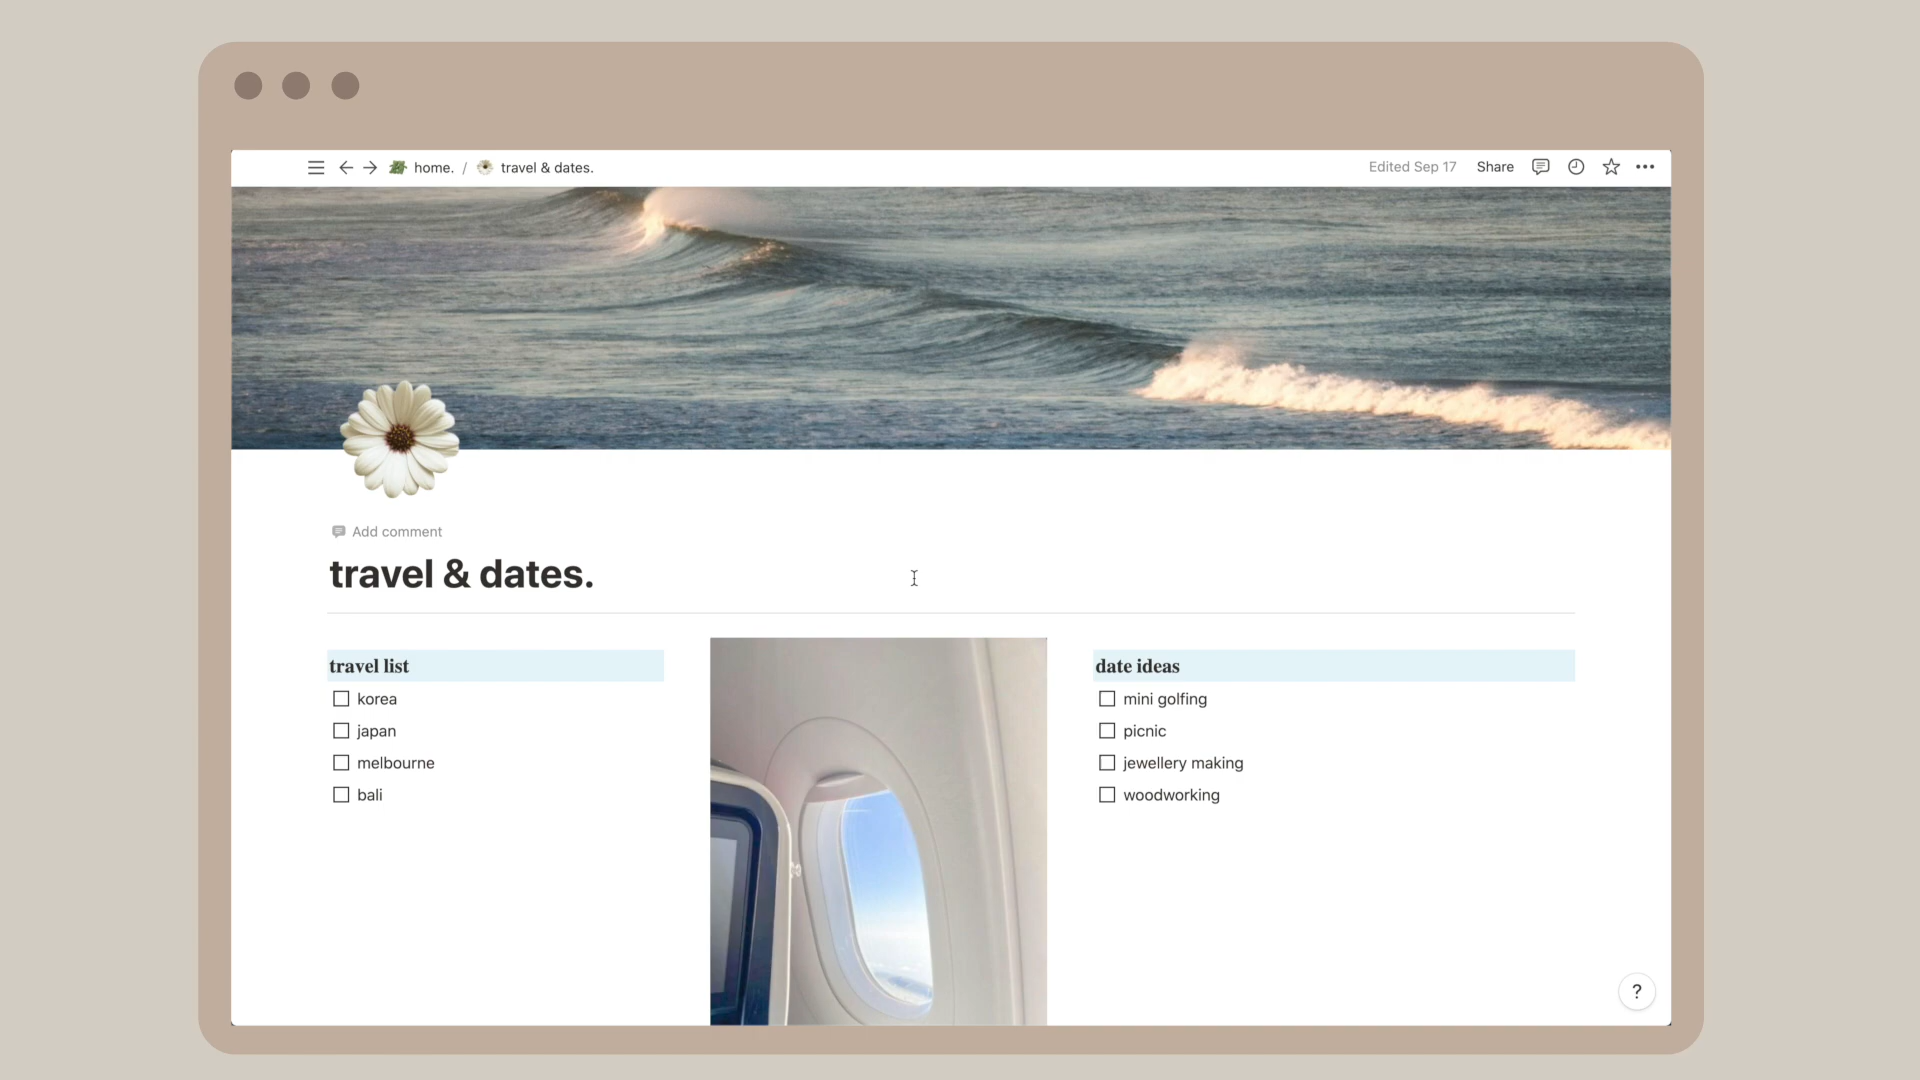 home. / travel & dates.
Edited Sep 17 Share
Add comment
travel & dates.
travel list
korea
japan
melbourne
bali
date ideas
mini golfing
picnic
jewellery making
woodworking
?